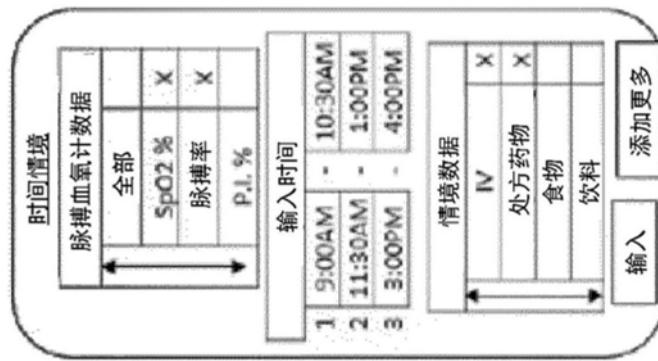 时间情境
脉搏血氧计数据
全部
SpO2 % X
脉搏率 X
P.I. %
输入时间
1 9:00AM - 10:30AM
2 11:30AM - 1:00PM
3 3:00PM - 4:00PM
情境数据
IV X
处方药物 X
食物
饮料
输入 添加更多